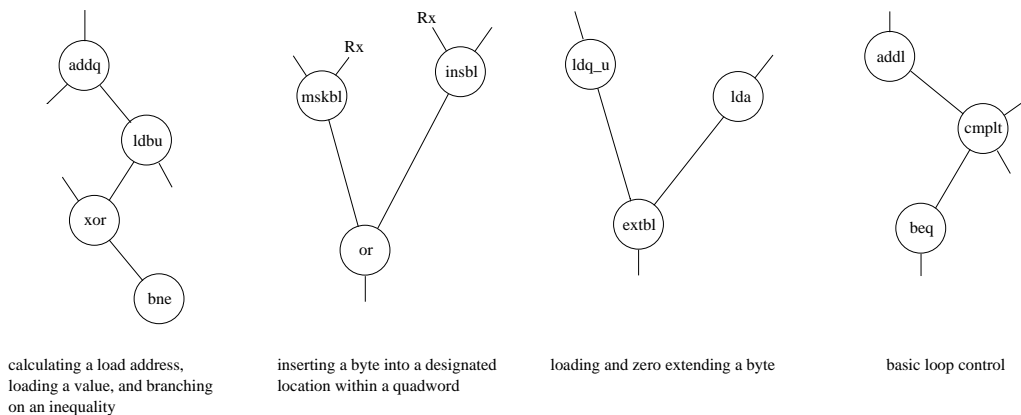 Rx
Rx
addq
mskbl
insbl
ldq_u
lda
addl
cmplt
ldbu
xor
or
extbl
beq
bne
calculating a load address,
loading a value, and branching
on an inequality
inserting a byte into a designated
location within a quadword
loading and zero extending a byte
basic loop control